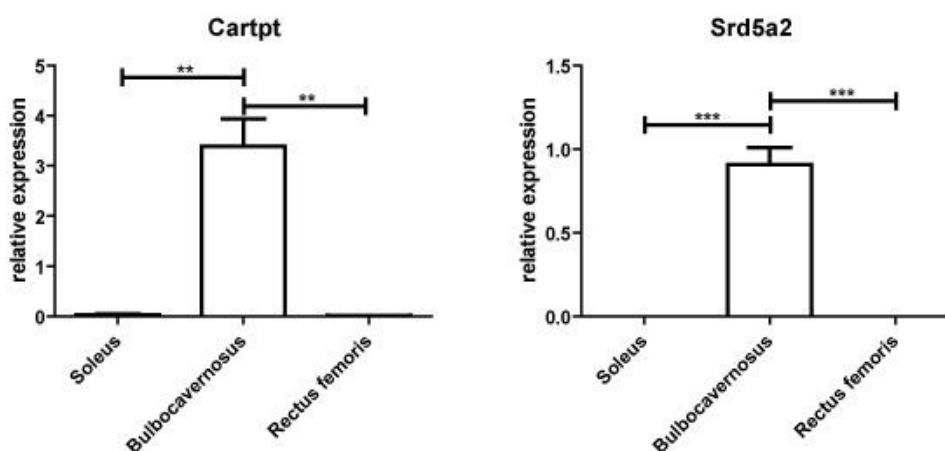 Cartpt
relative expression
5
4
3
2
1
0
**
**
Soleus
Bulbocavernosus
Rectus femoris
Srd5a2
relative expression
1.5
1.0
0.5
0.0
***
***
Soleus
Bulbocavernosus
Rectus femoris